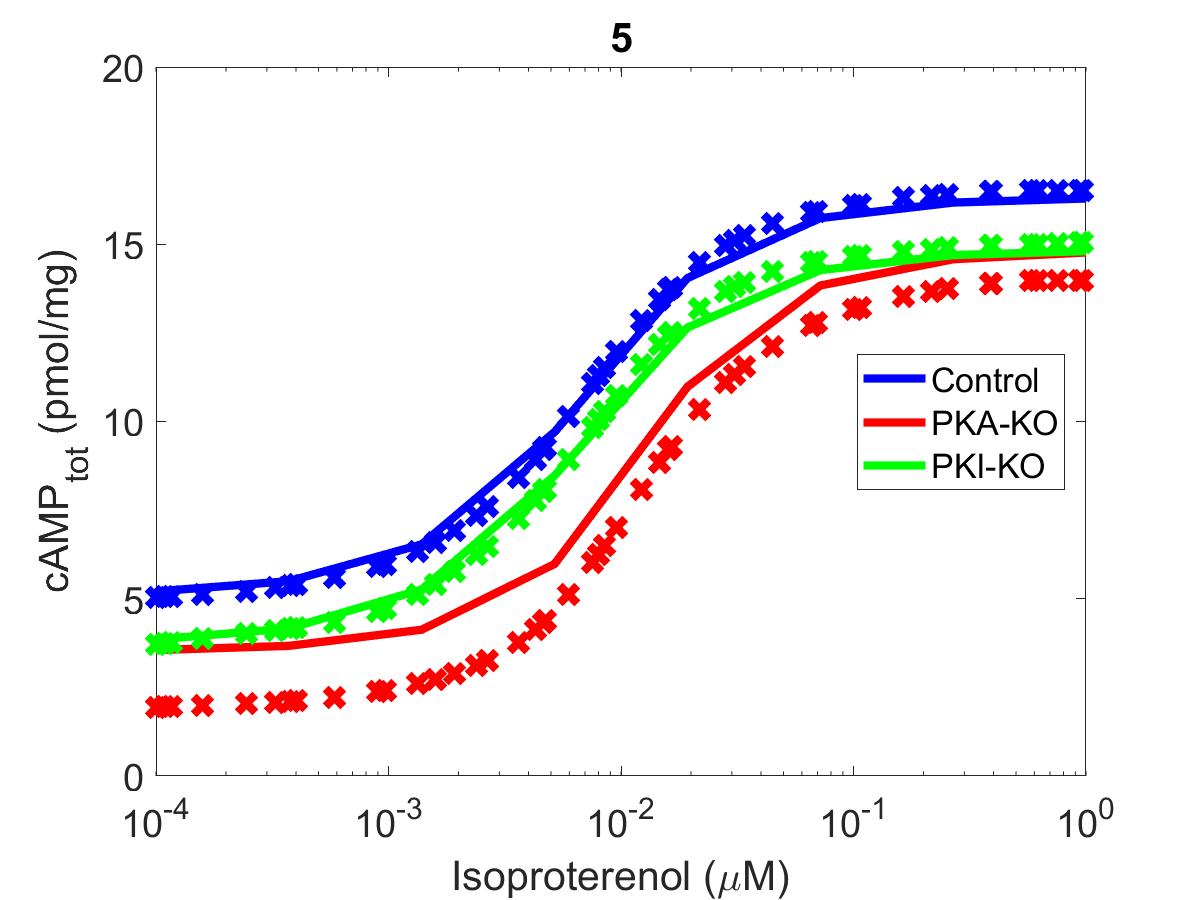 5
20
15
10
5
0
cAMP_tot (pmol/mg)
Control
PKA-KO
PKI-KO
10^-4 10^-3 10^-2 10^-1 10^0
Isoproterenol (μM)